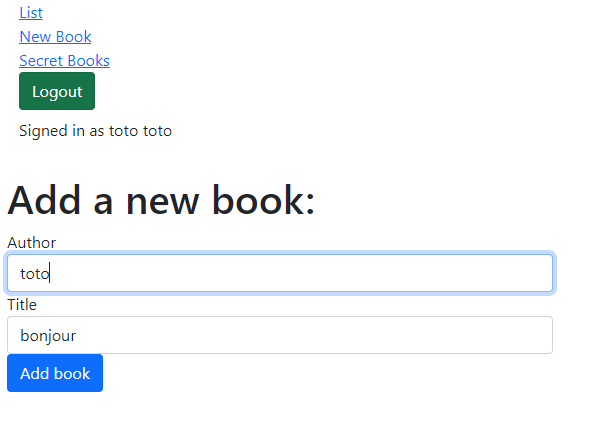 List
New Book
Secret Books
Logout
Signed in as toto toto
Add a new book:
Author
toto
Title
bonjour
Add book